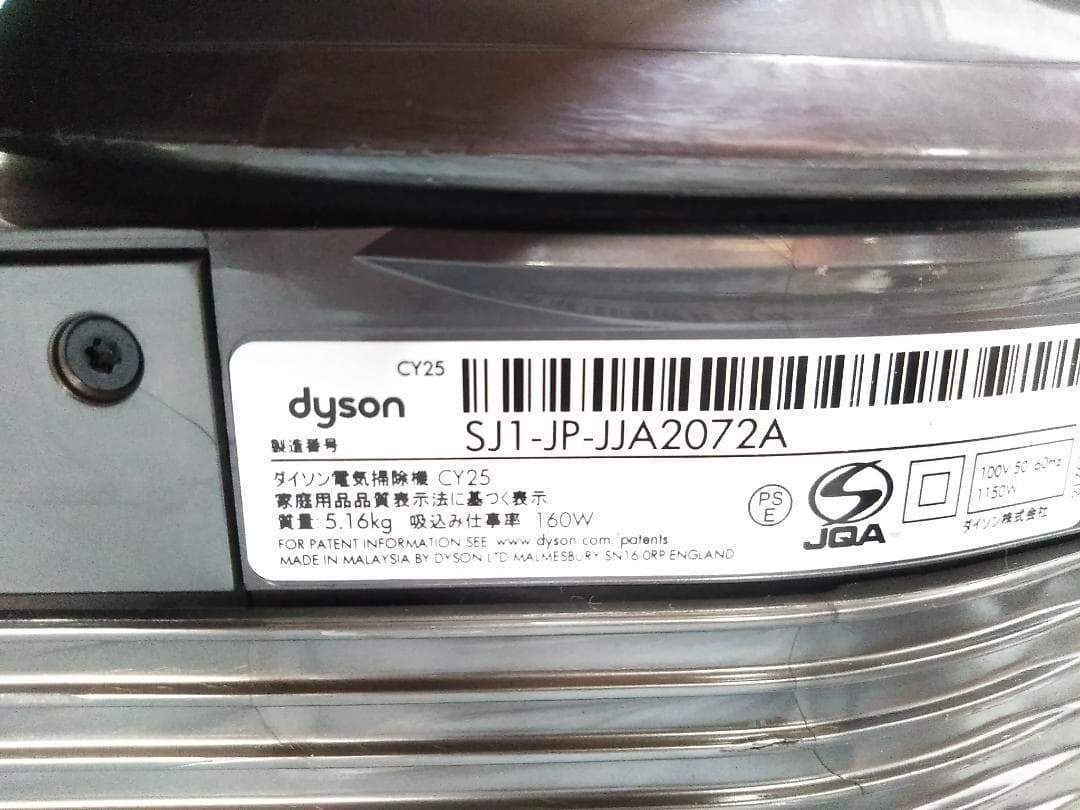 CY25
dyson
製造番号
SJ1-JP-JJA2072A
ダイソン電気掃除機 CY25
家庭用品品質表示法に基づく表示
質量: 5.16kg 吸込み仕事率 160W
FOR PATENT INFORMATION SEE www dyson com/patents
MADE IN MALAYSIA BY DYSON LTD MALMESBURY SN16 0RP ENGLAND
PS
E
JQA
100V 50 60Hz
1150W
ダイソン株式会社